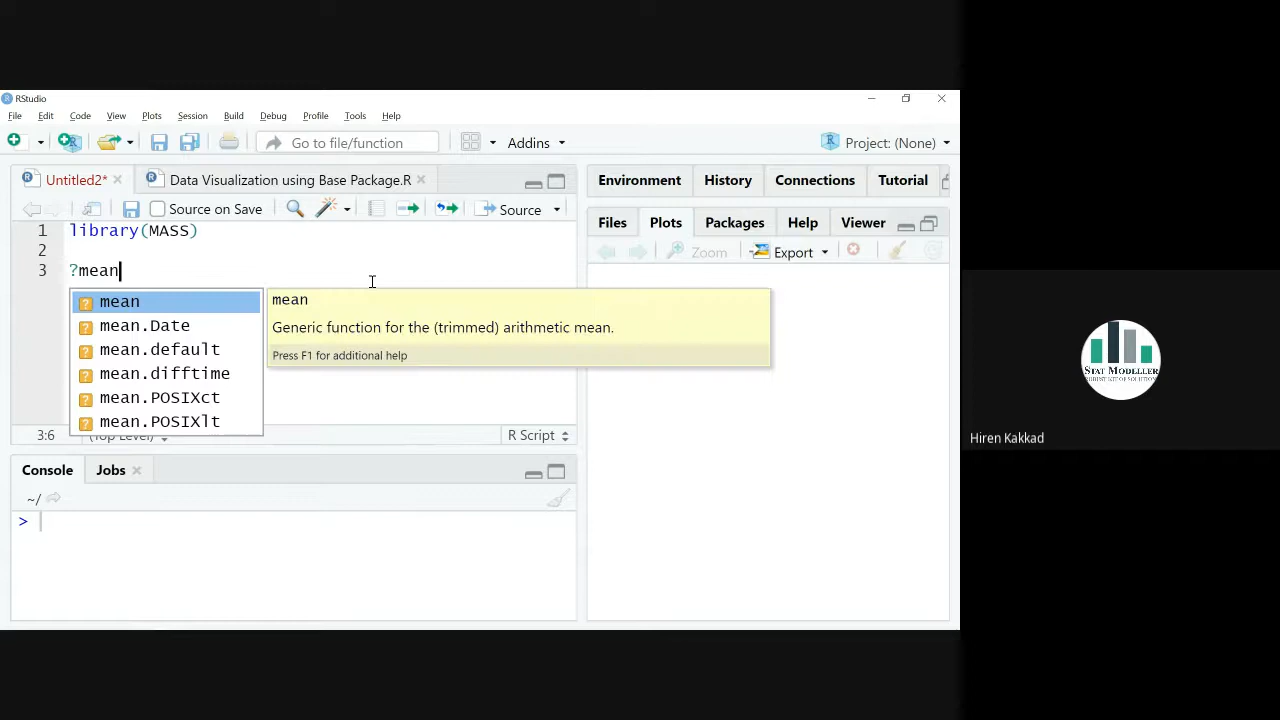 RStudio
File Edit Code View Plots Session Build Debug Profile Tools Help
Go to file/function Addins Project: (None)
Untitled2* Data Visualization using Base Package.R
Source on Save Source
1 library(MASS)
2
3 ?mean
mean
mean.Date
mean.default
mean.difftime
mean.POSIXct
mean.POSIXlt
mean
Generic function for the (trimmed) arithmetic mean.
Press F1 for additional help
3:6 (Top Level) R Script
Console Jobs
~/
>
Environment History Connections Tutorial
Files Plots Packages Help Viewer
Zoom Export
STAT MODELLER
Hiren Kakkad